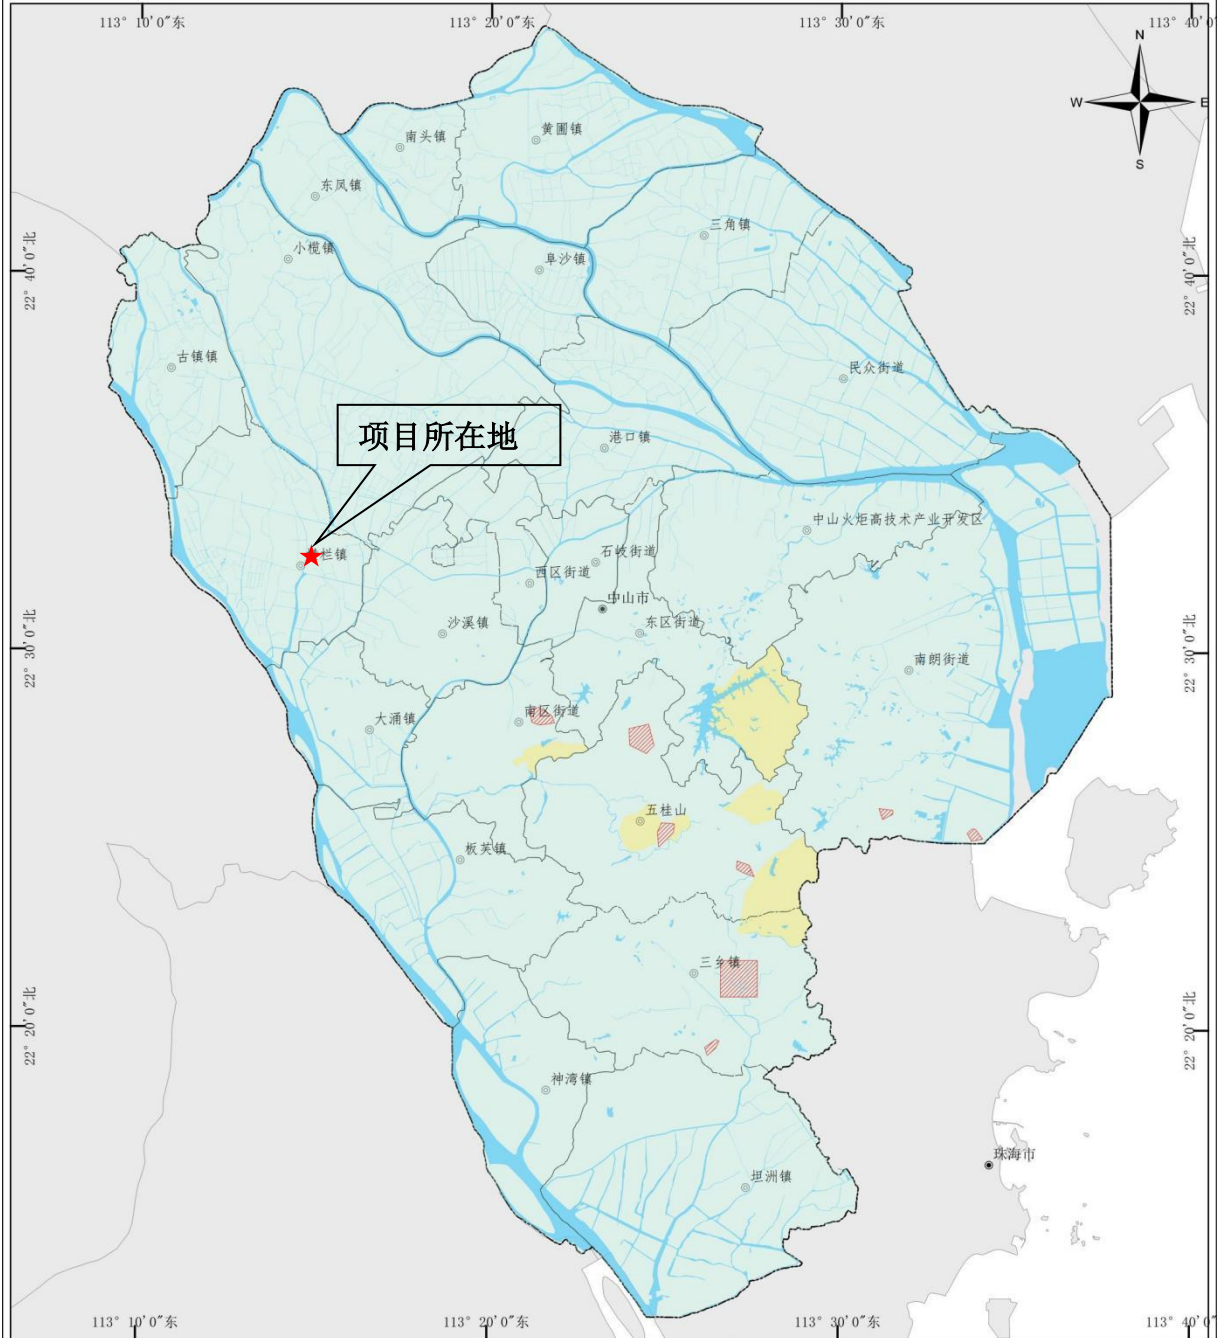 113° 10′0″东
113° 20′0″东
113° 30′0″东
113° 40′0″
N
W
E
S
南头镇
黄圃镇
东凤镇
三角镇
小榄镇
阜沙镇
22° 40′0″北
22° 40′0″北
古镇镇
民众街道
项目所在地
港口镇
中山火炬高技术产业开发区
栏镇
石岐街道
西区街道
中山市
沙溪镇
东区街道
22° 30′0″北
22° 30′0″北
南朗街道
大涌镇
南区街道
五桂山
板芙镇
三乡镇
22° 20′0″北
22° 20′0″北
神湾镇
珠海市
坦洲镇
113° 10′0″东
113° 20′0″东
113° 30′0″东
113° 40′0″